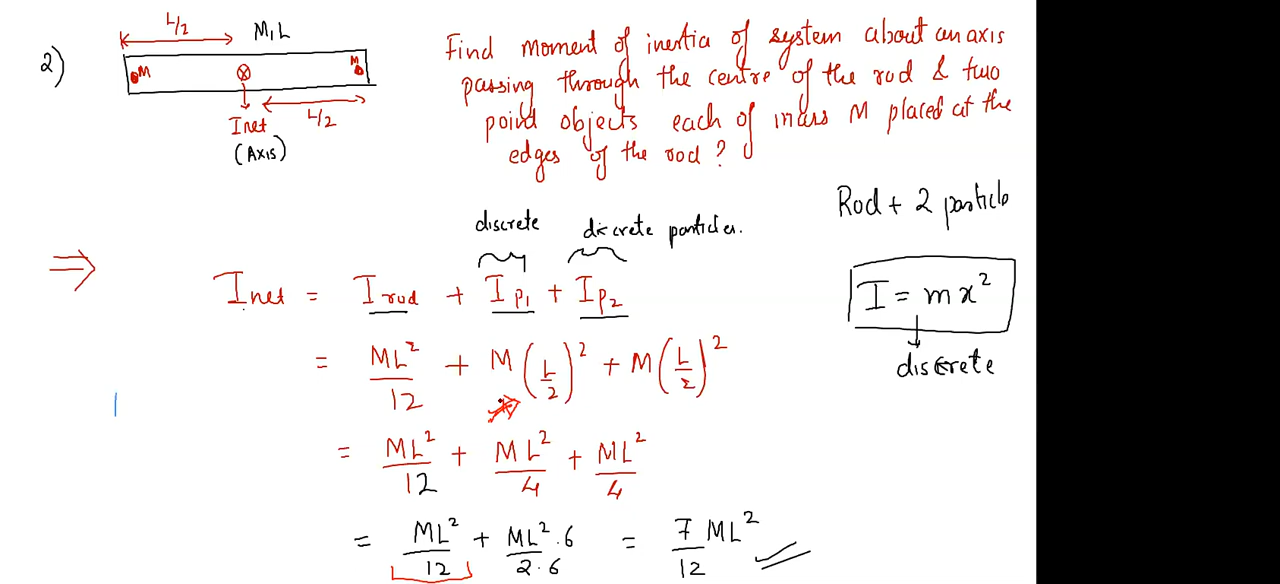 2)
L/2
M, L
M
M
L/2
Inet
(AXIS)
Find moment of inertia of system about an axis
passing through the centre of the rod & two
point objects each of mass M placed at the
edges of the rod?
Rod + 2 particle
discrete
discrete particles.
⇒
Inet = Irod + Ip₁ + Ip₂
I = mx²
discrete
= ML²/12 + M(L/2)² + M(L/2)²
= ML²/12 + ML²/4 + ML²/4
= ML²/12 + ML²·6/2·6 = 7/12 ML²